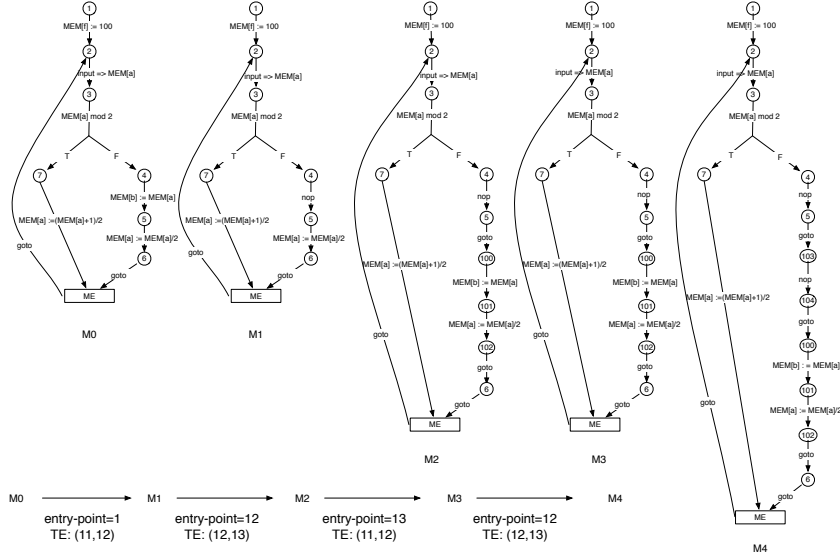 1
MEM[f] := 100
2
input => MEM[a]
3
MEM[a] mod 2
T
F
7
4
MEM[b] := MEM[a]
MEM[a] :=(MEM[a]+1)/2
5
MEM[a] := MEM[a]/2
6
goto
goto
ME
M0
1
MEM[f] := 100
2
input => MEM[a]
3
MEM[a] mod 2
T
F
7
4
nop
MEM[a] :=(MEM[a]+1)/2
5
MEM[a] := MEM[a]/2
6
goto
goto
ME
M1
1
MEM[f] := 100
2
input => MEM[a]
3
MEM[a] mod 2
T
F
7
4
nop
5
goto
MEM[a] :=(MEM[a]+1)/2
100
MEM[b] := MEM[a]
101
MEM[a] := MEM[a]/2
102
goto
goto
6
goto
ME
M2
1
MEM[f] := 100
2
input => MEM[a]
3
MEM[a] mod 2
T
F
7
4
nop
5
goto
MEM[a] :=(MEM[a]+1)/2
100
MEM[b] := MEM[a]
101
MEM[a] := MEM[a]/2
102
goto
goto
6
goto
ME
M3
1
MEM[f] := 100
2
input => MEM[a]
3
MEM[a] mod 2
T
F
7
4
nop
5
goto
103
nop
MEM[a] :=(MEM[a]+1)/2
104
goto
100
MEM[b] : = MEM[a]
101
MEM[a] := MEM[a]/2
goto
102
goto
6
goto
ME
M4
M0 M1 M2 M3 M4
entry-point=1 entry-point=12 entry-point=13 entry-point=12
TE: (11,12) TE: (12,13) TE: (11,12) TE: (12,13)